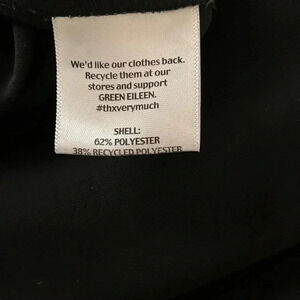 We'd like our clothes back.
Recycle them at our
stores and support
GREEN EILEEN.
#thxverymuch
SHELL:
62% POLYESTER
38% RECYCLED POLYESTER